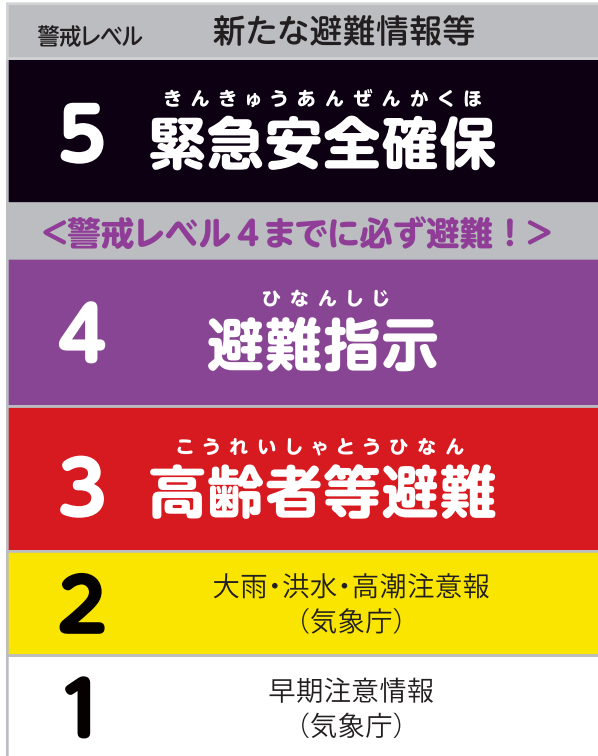 警戒レベル 新たな避難情報等
きんきゅうあんぜんかくほ
5 緊急安全確保
＜警戒レベル４までに必ず避難！＞
ひなんしじ
4 避難指示
こうれいしゃとうひなん
3 高齢者等避難
2 大雨・洪水・高潮注意報
（気象庁）
1 早期注意情報
（気象庁）